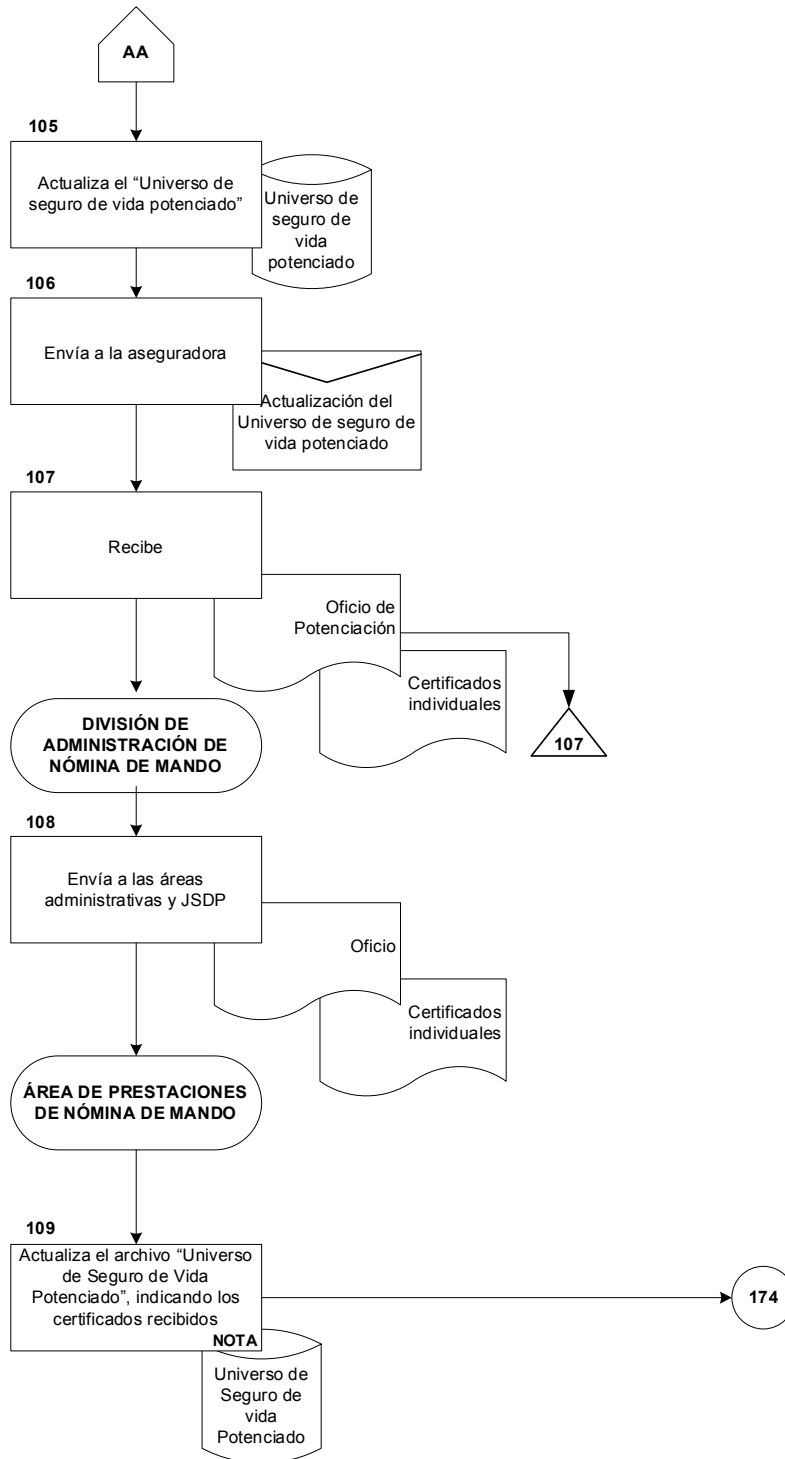 AA
105
Actualiza el “Universo de
seguro de vida potenciado”
Universo de
seguro de
vida
potenciado
106
Envía a la aseguradora
Actualización del
Universo de seguro de
vida potenciado
107
Recibe
Oficio de
Potenciación
Certificados
individuales
107
DIVISIÓN DE
ADMINISTRACIÓN DE
NÓMINA DE MANDO
108
Envía a las áreas
administrativas y JSDP
Oficio
Certificados
individuales
ÁREA DE PRESTACIONES
DE NÓMINA DE MANDO
109
Actualiza el archivo “Universo
de Seguro de Vida
Potenciado”, indicando los
certificados recibidos
NOTA
174
Universo de
Seguro de
vida
Potenciado